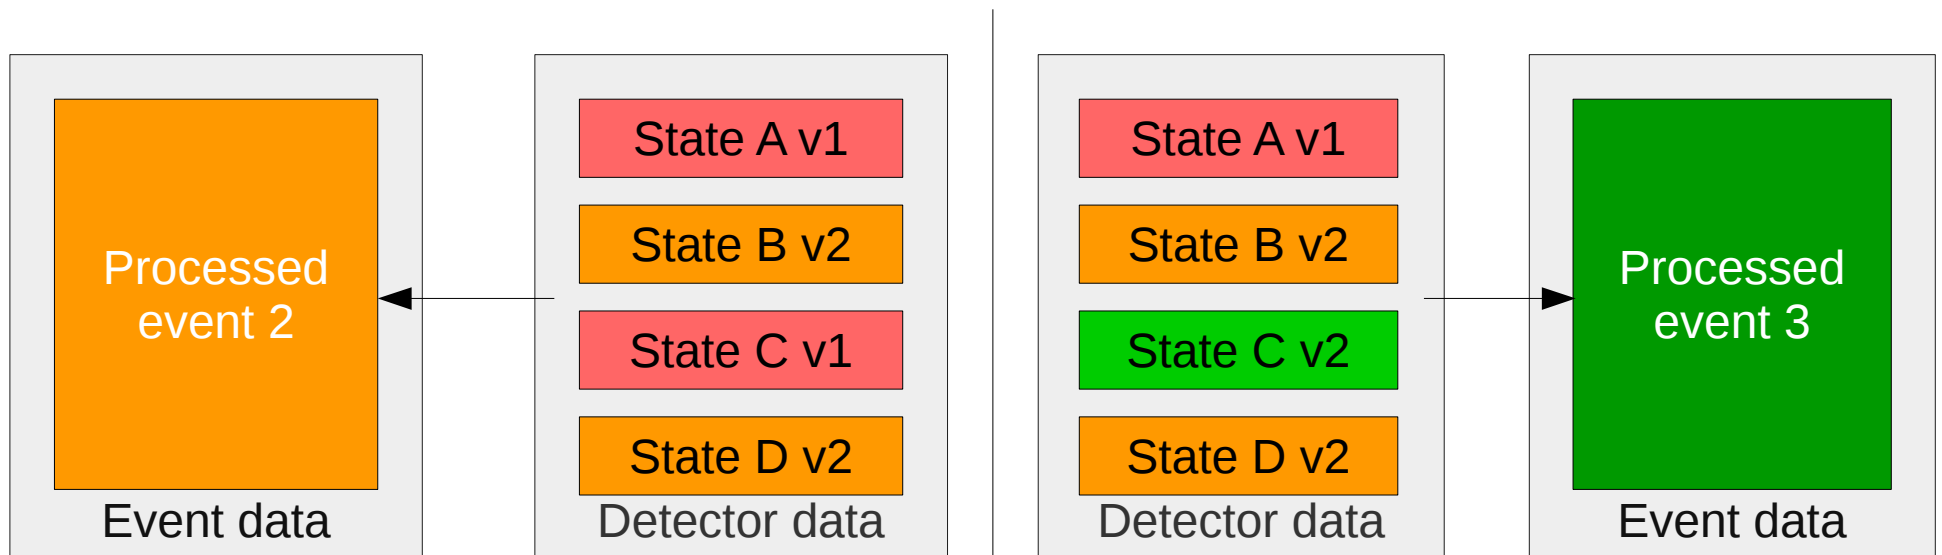 Processed
event 2
Event data
State A v1
State B v2
State C v1
State D v2
Detector data
State A v1
State B v2
State C v2
State D v2
Detector data
Processed
event 3
Event data